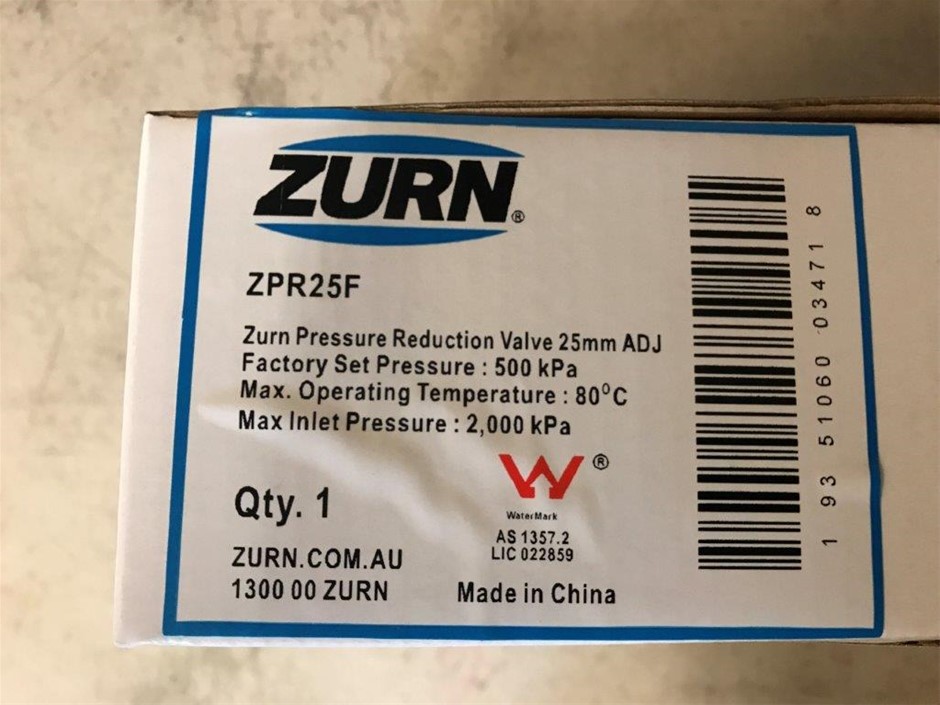 ZURN®
ZPR25F
Zurn Pressure Reduction Valve 25mm ADJ
Factory Set Pressure : 500 kPa
Max. Operating Temperature : 80°C
Max Inlet Pressure : 2,000 kPa
Qty. 1
®
WaterMark
AS 1357.2
LIC 022859
ZURN.COM.AU
1300 00 ZURN
Made in China
1 93 51060 03471 8